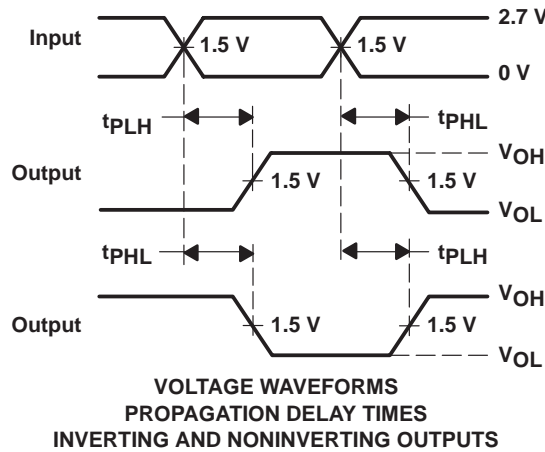 2.7 V
Input
1.5 V
1.5 V
0 V
tPLH
tPHL
VOH
Output
1.5 V
1.5 V
VOL
tPHL
tPLH
VOH
Output
1.5 V
1.5 V
VOL
VOLTAGE WAVEFORMS
PROPAGATION DELAY TIMES
INVERTING AND NONINVERTING OUTPUTS